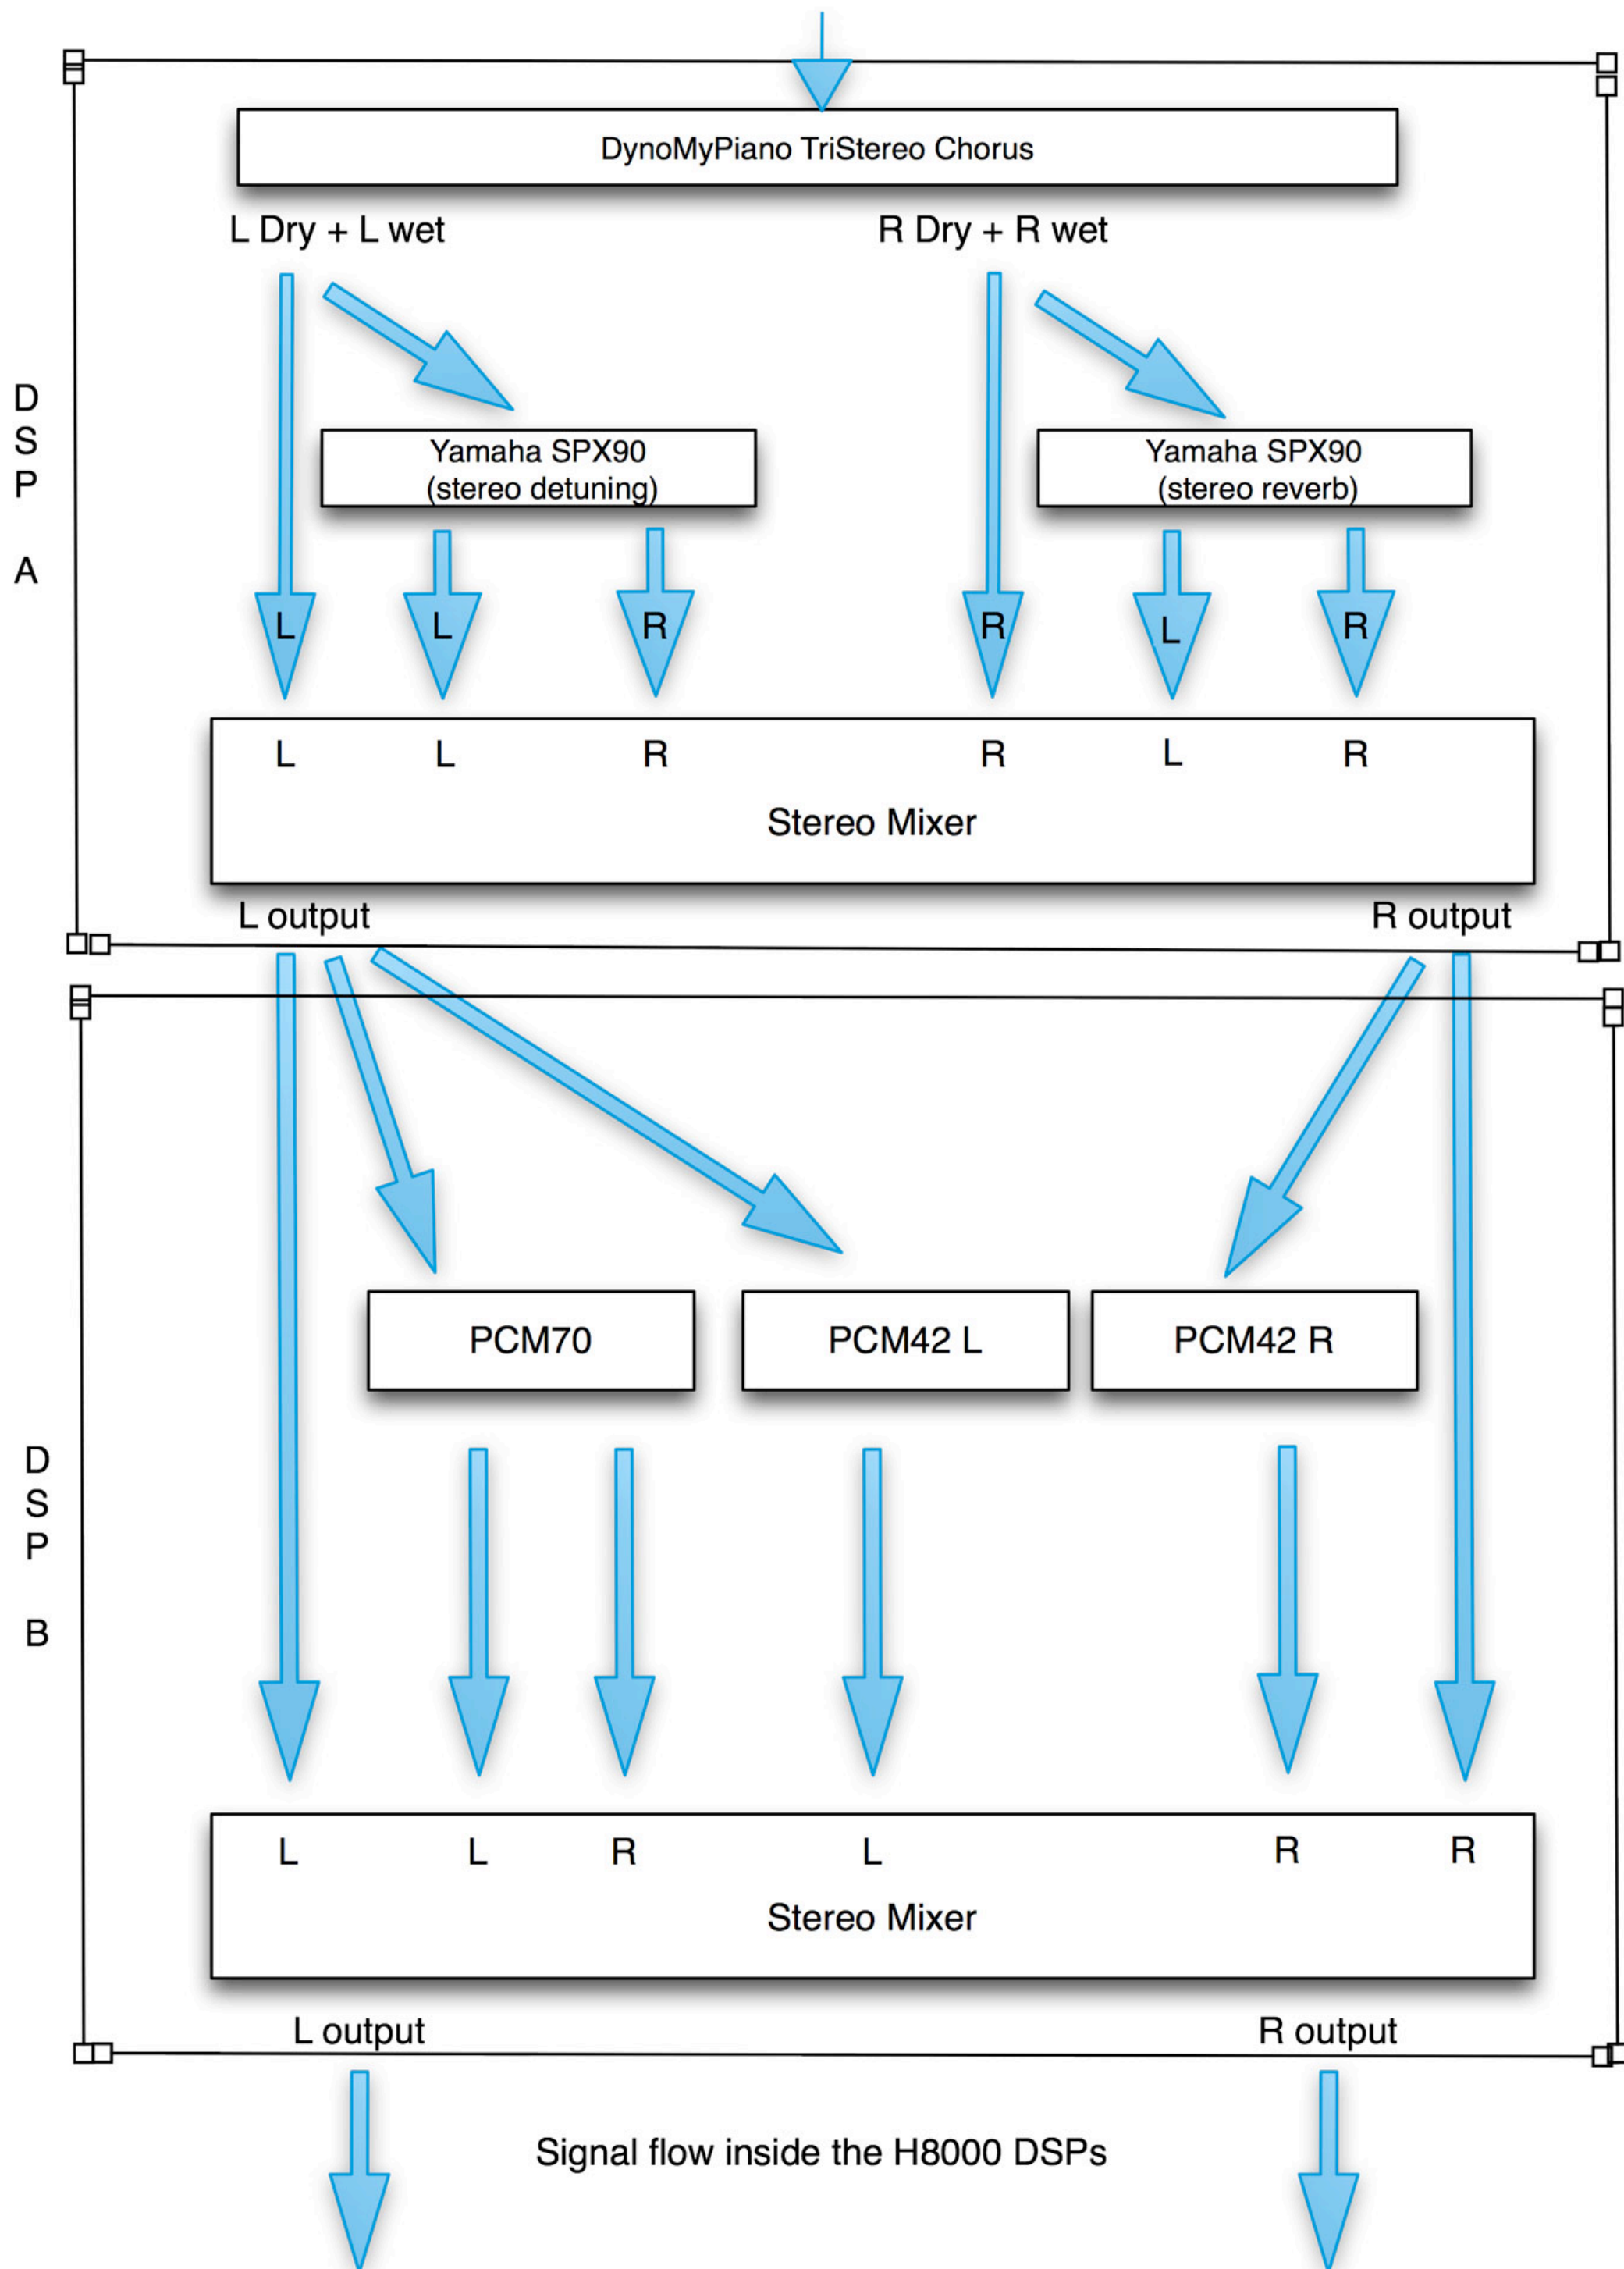 DynoMyPiano TriStereo Chorus
L Dry + L wet
R Dry + R wet
D
S
P
A
Yamaha SPX90
(stereo detuning)
Yamaha SPX90
(stereo reverb)
L
L
R
R
L
R
L
L
R
R
L
R
Stereo Mixer
L output
R output
D
S
P
B
PCM70
PCM42 L
PCM42 R
L
L
R
L
R
R
Stereo Mixer
L output
R output
Signal flow inside the H8000 DSPs